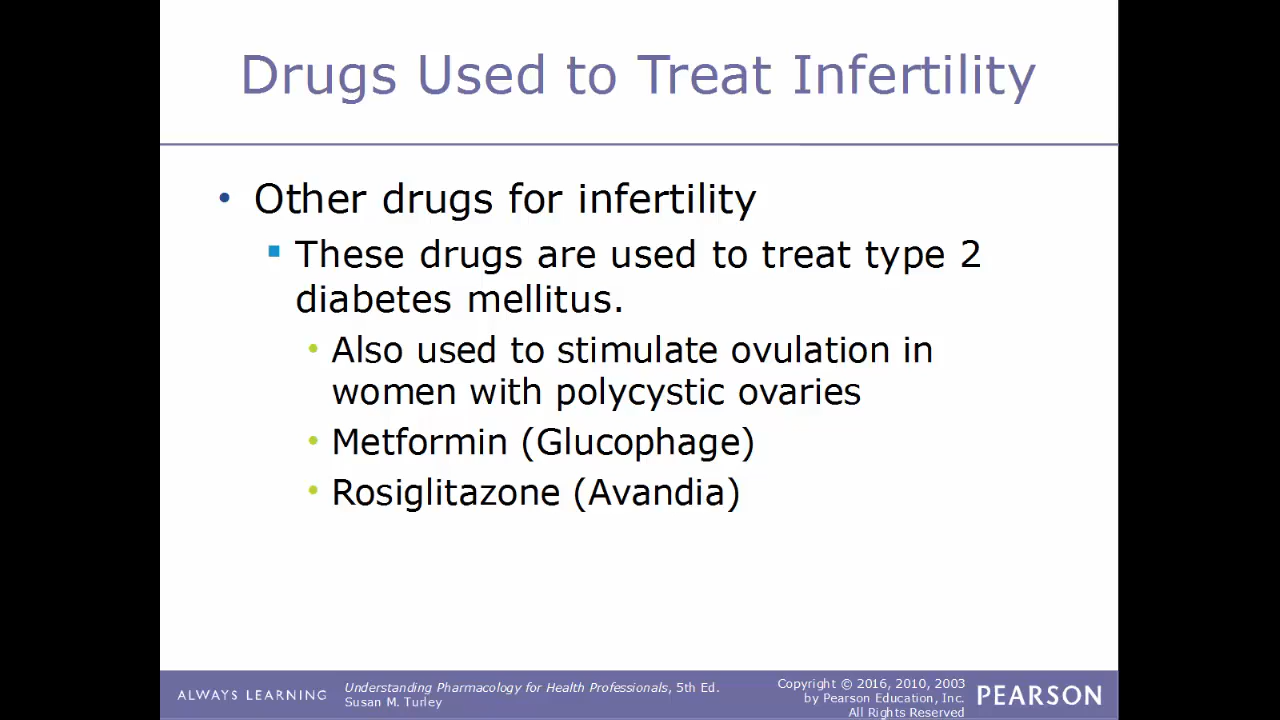 Drugs Used to Treat Infertility
• Other drugs for infertility
▪ These drugs are used to treat type 2
diabetes mellitus.
• Also used to stimulate ovulation in
women with polycystic ovaries
• Metformin (Glucophage)
• Rosiglitazone (Avandia)
ALWAYS LEARNING
Understanding Pharmacology for Health Professionals, 5th Ed.
Susan M. Turley
Copyright © 2016, 2010, 2003
by Pearson Education, Inc.
All Rights Reserved
PEARSON